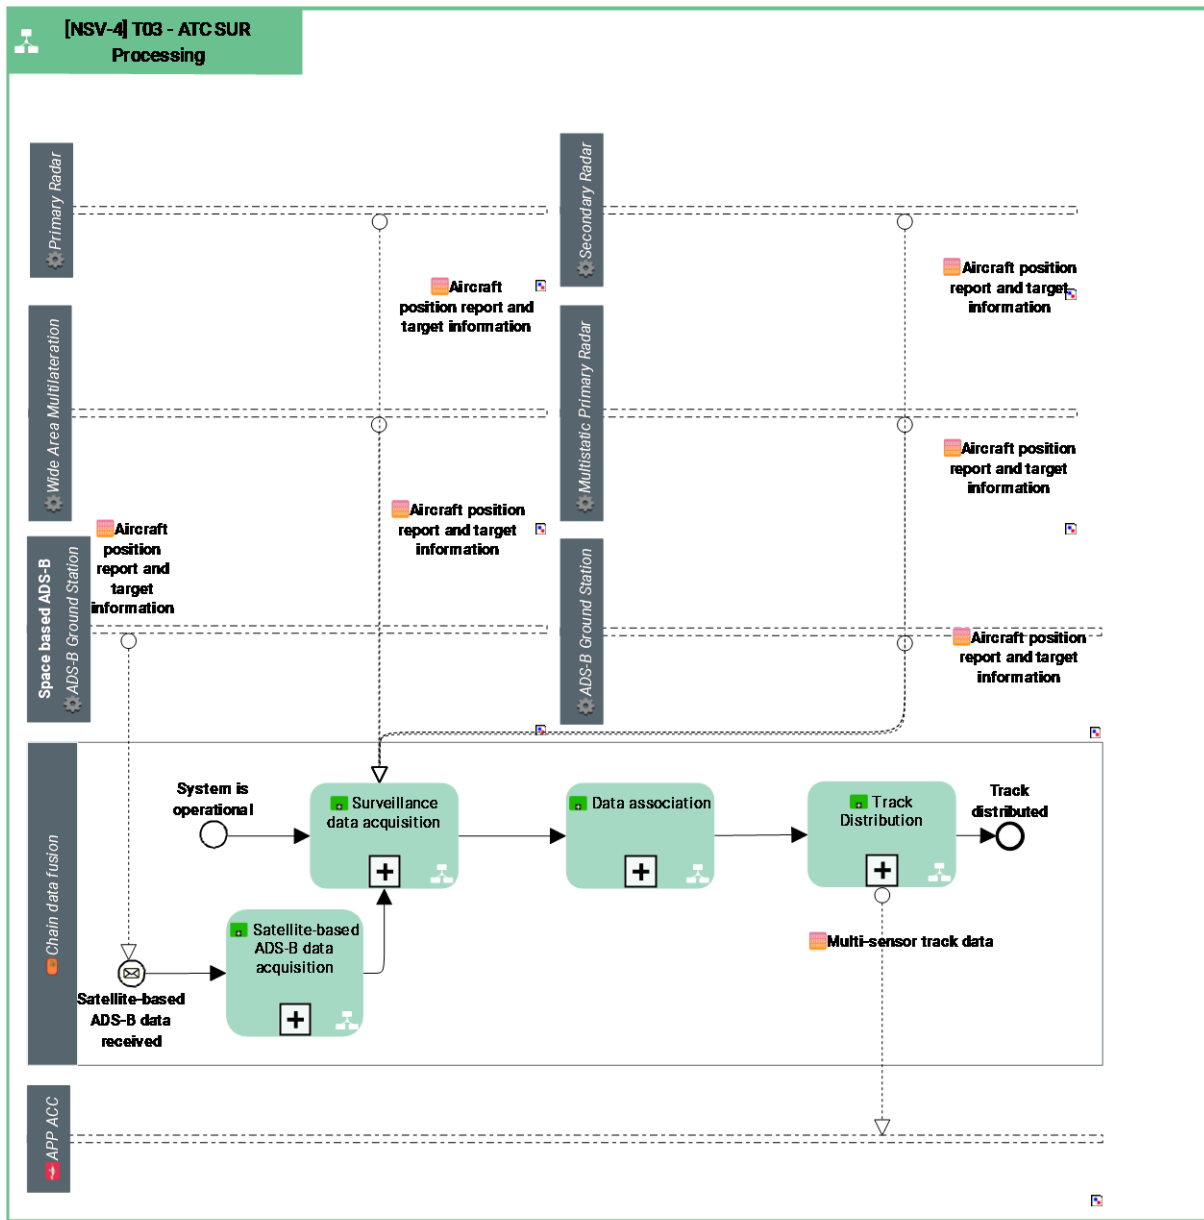 [NSV-4] T03 - ATC SUR
Processing
Primary Radar
Secondary Radar
Aircraft
position report and
target information
Aircraft position
report and target
information
Wide Area Multilateration
Multistatic Primary Radar
Aircraft position
report and target
information
Aircraft position
report and target
information
Space based ADS-B
ADS-B Ground Station
Aircraft
position
report and
target
information
ADS-B Ground Station
Aircraft position
report and target
information
Chain data fusion
System is
operational
Surveillance
data acquisition
Data association
Track
Distribution
Track
distributed
Satellite-based
ADS-B data
acquisition
Satellite-based
ADS-B data
received
Multi-sensor track data
APP ACC